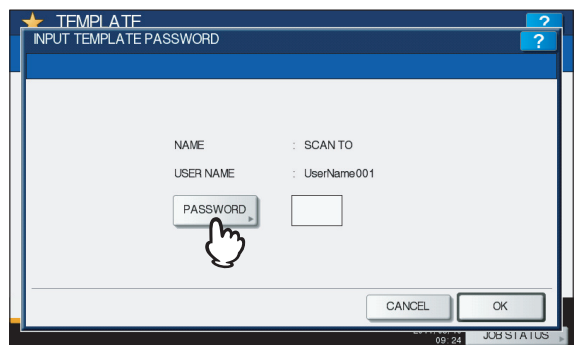 TEMPLATE ?
INPUT TEMPLATE PASSWORD ?
NAME : SCAN TO
USER NAME : UserName001
PASSWORD
CANCEL OK
09:24 JOB STATUS